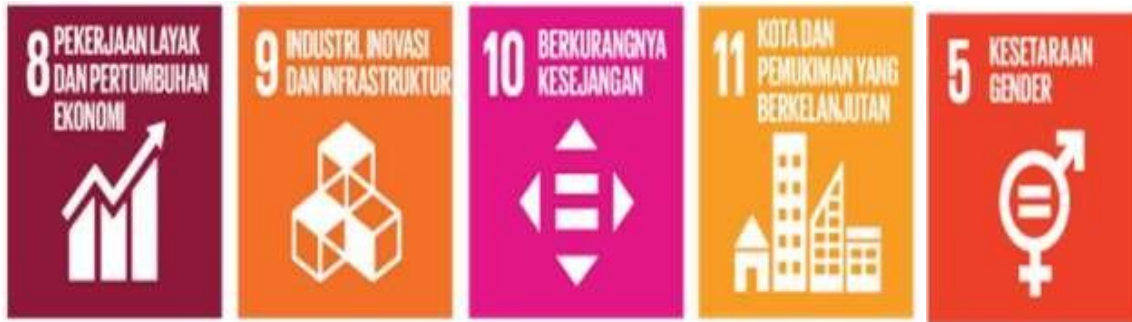 8
PEKERJAAN LAYAK
DAN PERTUMBUHAN
EKONOMI
9
INDUSTRI, INOVASI
DAN INFRASTRUKTUR
10
BERKURANGNYA
KESEJANGAN
11
KOTA DAN
PEMUKIMAN YANG
BERKELANJUTAN
5
KESETARAAN
GENDER